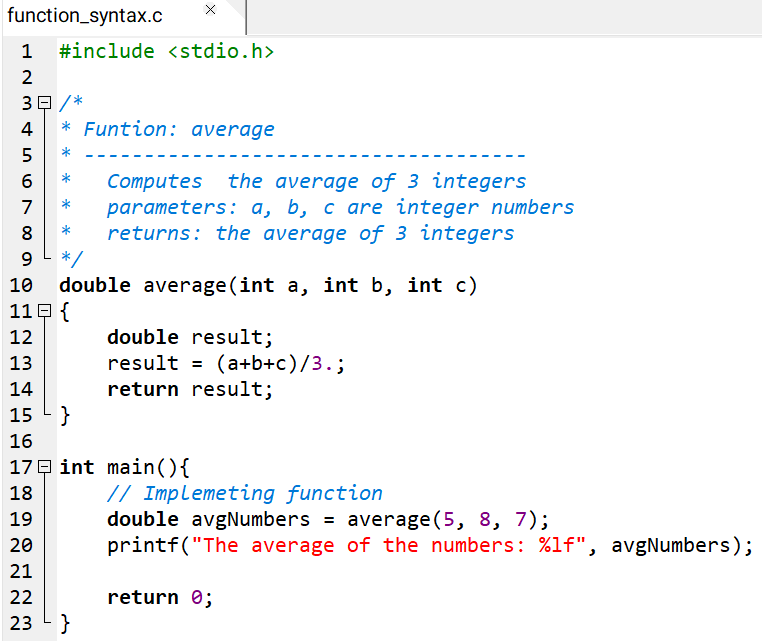 function_syntax.c ×
1 #include <stdio.h>
2
3 /*
4 * Funtion: average
5 * -------------------------------------
6 *   Computes  the average of 3 integers
7 *   parameters: a, b, c are integer numbers
8 *   returns: the average of 3 integers
9 */
10 double average(int a, int b, int c)
11 {
12     double result;
13     result = (a+b+c)/3.;
14     return result;
15 }
16
17 int main(){
18     // Implemeting function
19     double avgNumbers = average(5, 8, 7);
20     printf("The average of the numbers: %lf", avgNumbers);
21
22     return 0;
23 }